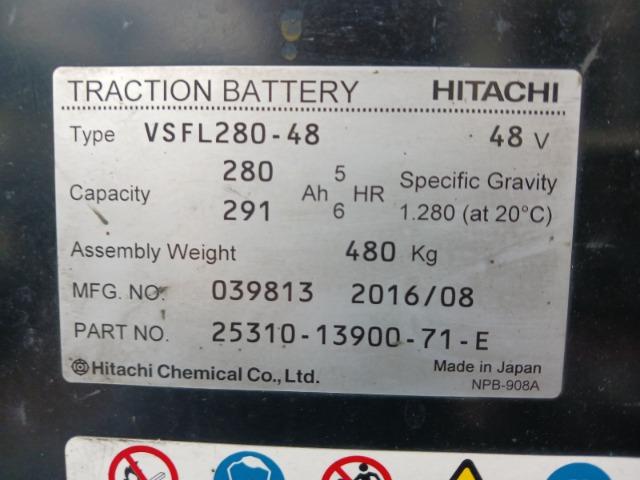 TRACTION BATTERY HITACHI
Type VSFL280-48 48 V
Capacity 280 Ah 5 HR Specific Gravity
291 6 1.280 (at 20°C)
Assembly Weight 480 Kg
MFG. NO. 039813 2016/08
PART NO. 25310-13900-71-E
Hitachi Chemical Co., Ltd. Made in Japan
NPB-908A